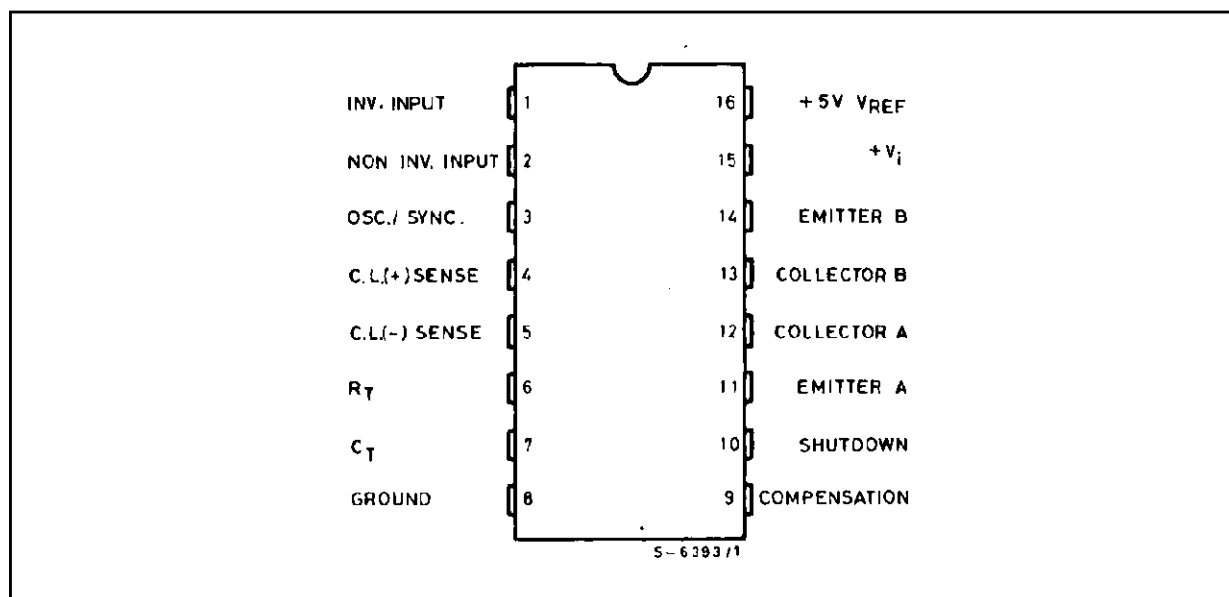 INV. INPUT 1 16 +5V VREF
NON INV. INPUT 2 15 +Vi
OSC./ SYNC. 3 14 EMITTER B
C.L.(+) SENSE 4 13 COLLECTOR B
C.L.(-) SENSE 5 12 COLLECTOR A
RT 6 11 EMITTER A
CT 7 10 SHUTDOWN
GROUND 8 9 COMPENSATION
S-6393/1